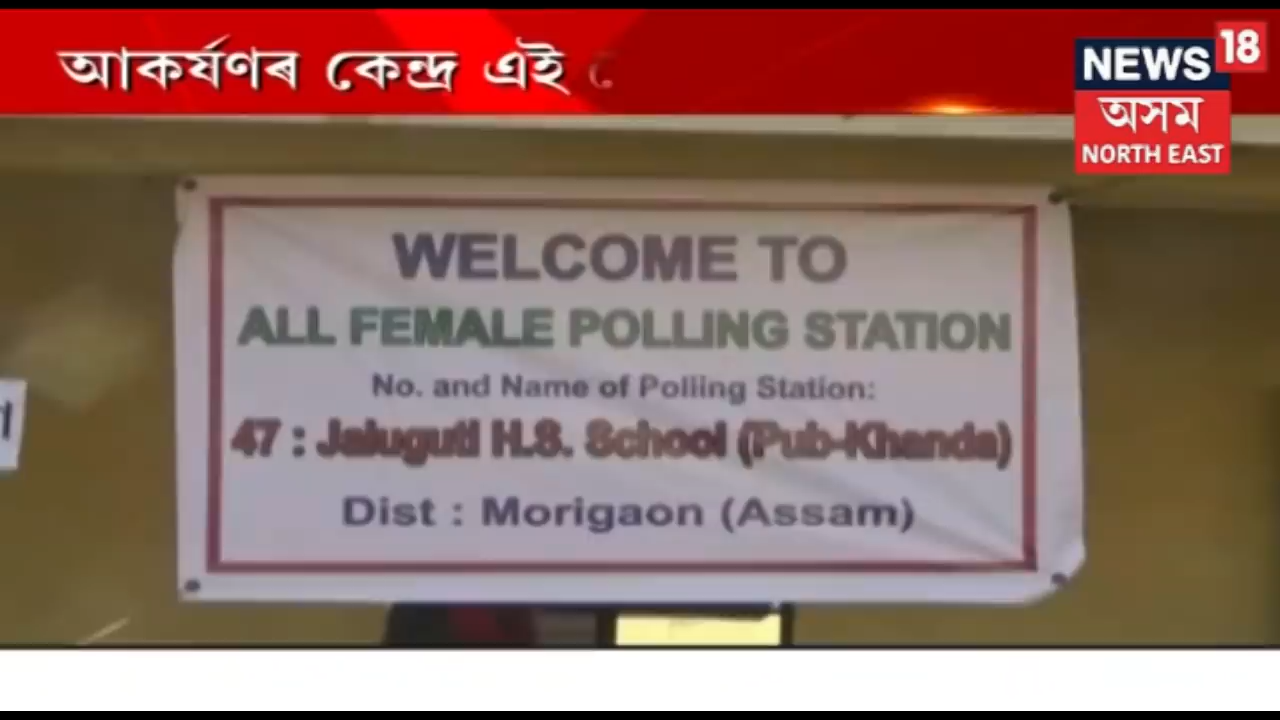 আকৰ্যণৰ কেন্দ্ৰ এই
NEWS 18
অসম
NORTH EAST
WELCOME TO
ALL FEMALE POLLING STATION
No. and Name of Polling Station:
47 : Jaluguti H.S. School (Pub-Khanda)
Dist : Morigaon (Assam)